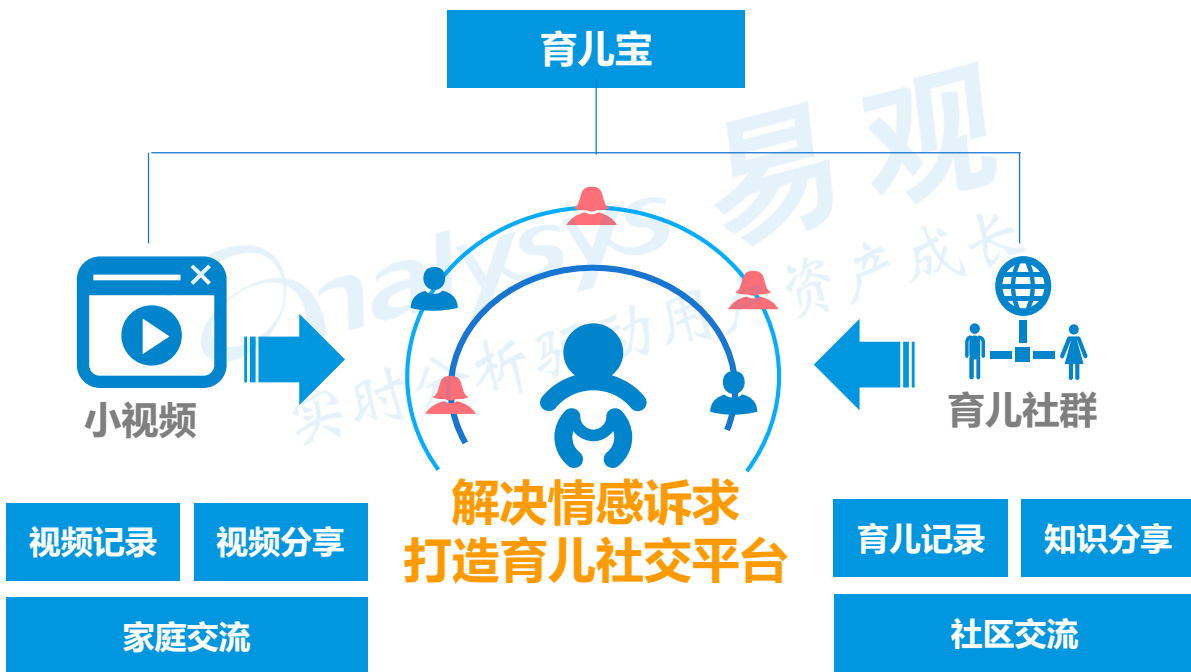 育儿宝
Analysys 易观
实时分析驱动用户资产成长
小视频
育儿社群
解决情感诉求
打造育儿社交平台
视频记录
视频分享
家庭交流
育儿记录
知识分享
社区交流